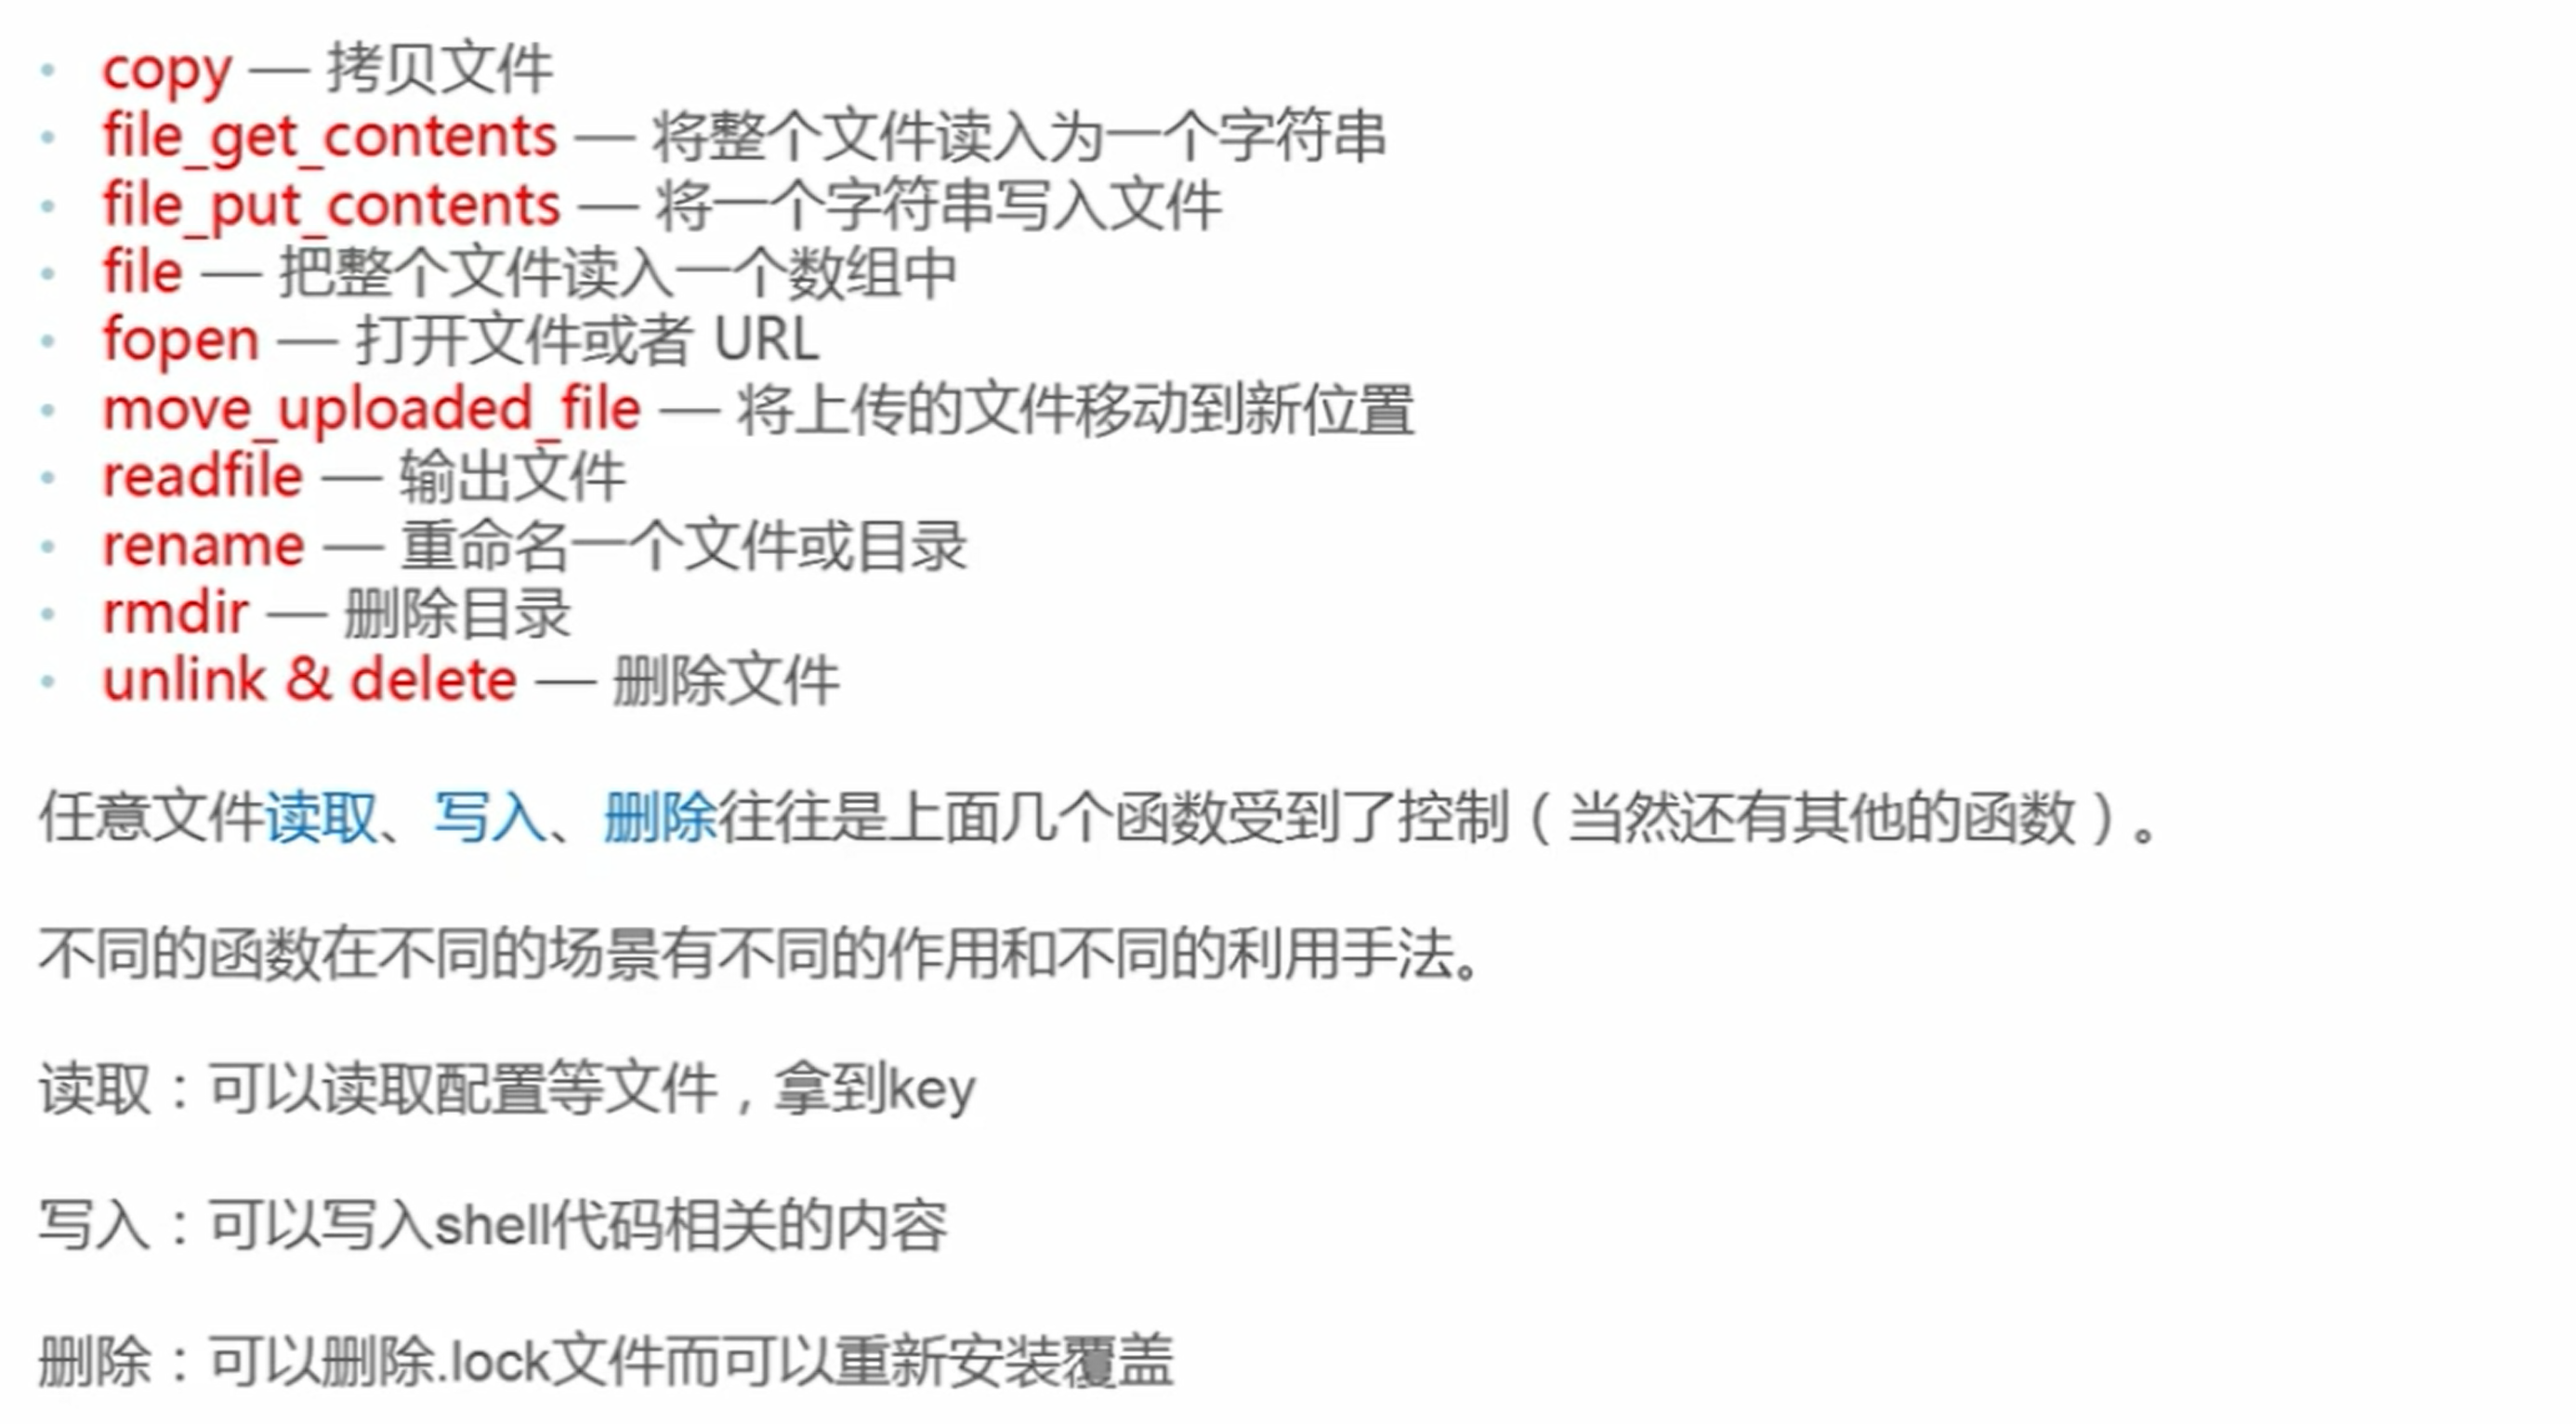 • copy — 拷贝文件
• file_get_contents — 将整个文件读入为一个字符串
• file_put_contents — 将一个字符串写入文件
• file — 把整个文件读入一个数组中
• fopen — 打开文件或者 URL
• move_uploaded_file — 将上传的文件移动到新位置
• readfile — 输出文件
• rename — 重命名一个文件或目录
• rmdir — 删除目录
• unlink & delete — 删除文件
任意文件读取、写入、删除往往是上面几个函数受到了控制（当然还有其他的函数）。
不同的函数在不同的场景有不同的作用和不同的利用手法。
读取：可以读取配置等文件，拿到key
写入：可以写入shell代码相关的内容
删除：可以删除.lock文件而可以重新安装覆盖